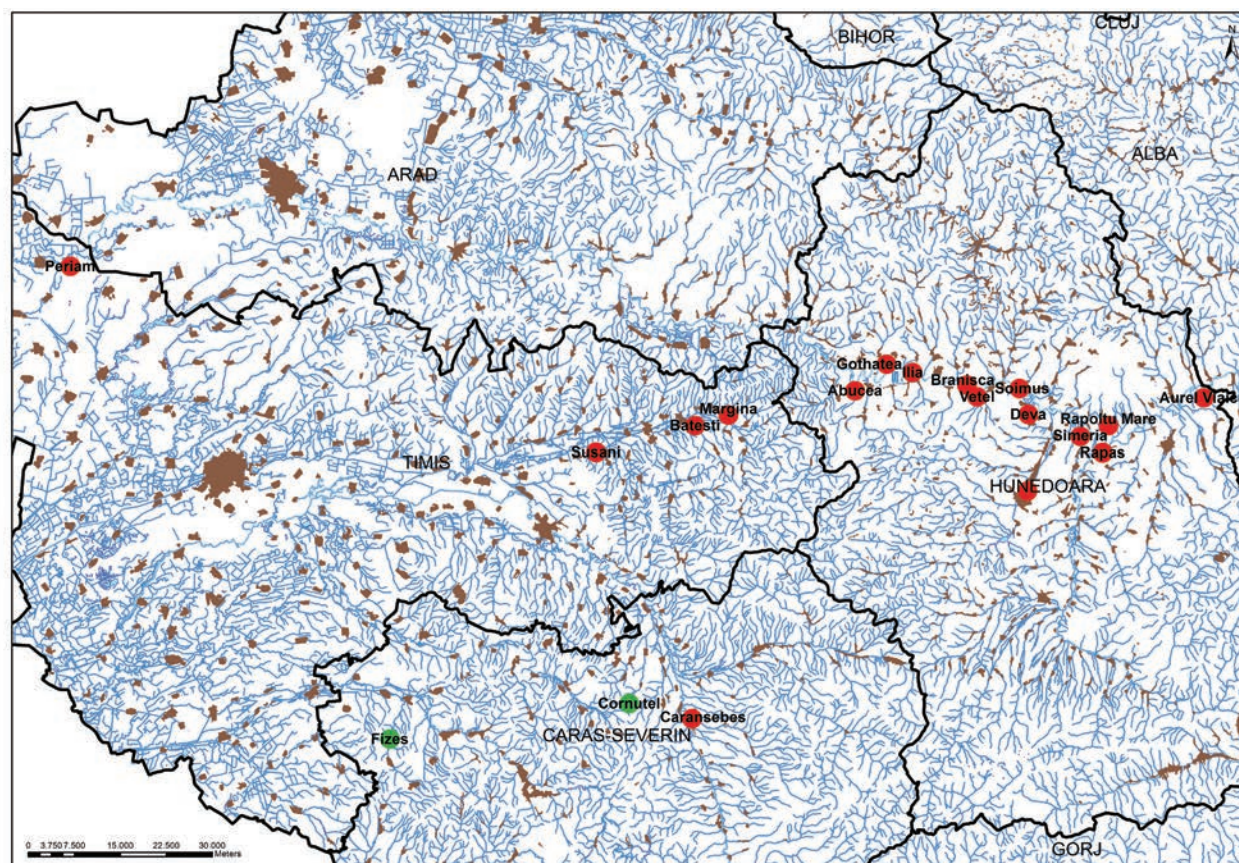 CLUJ
BIHOR
N
ALBA
ARAD
Periam
Gothatea
Ilia
Branisca
Soimus
Abucea
Vetel
Aurel Vlaic
Margina
Deva
Rapoltu Mare
Batesti
Simeria
Susani
Rapas
TIMIS
HUNEDOARA
Cornutel
Caransebes
Fizes
CARAS-SEVERIN
GORJ
0 3.750 7.500 15.000 22.500 30.000
Meters